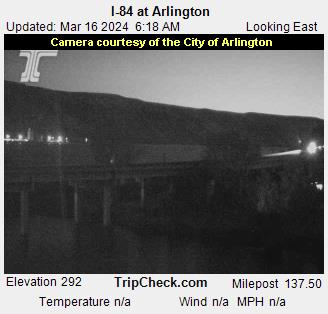 I-84 at Arlington
Updated: Mar 16 2024 6:18 AM Looking East
Camera courtesy of the City of Arlington
Elevation 292 TripCheck.com Milepost 137.50
Temperature n/a Wind n/a MPH n/a